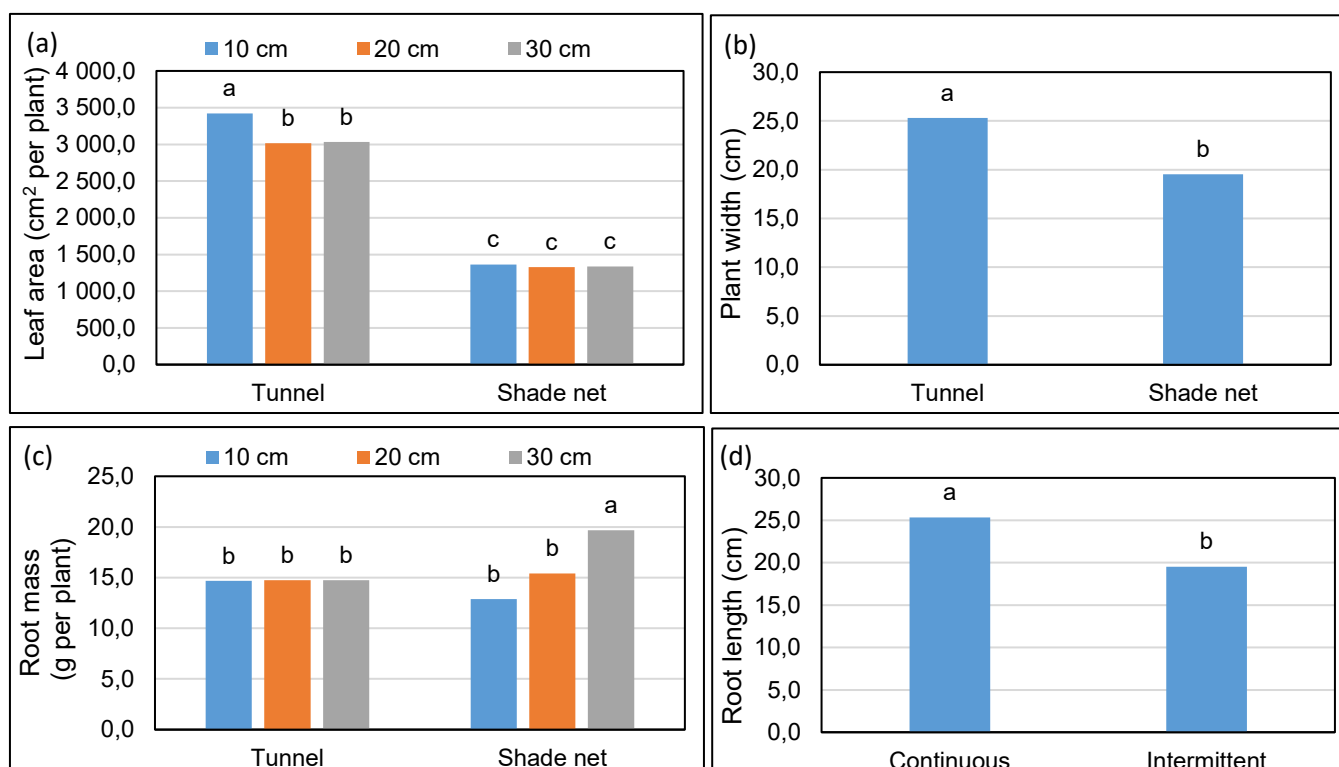 (a)
10 cm 20 cm 30 cm
Leaf area (cm² per plant)
4 000,0
3 500,0
3 000,0
2 500,0
2 000,0
1 500,0
1 000,0
500,0
0,0
a b b c c c
Tunnel Shade net
(b)
Plant width (cm)
30,0
25,0
20,0
15,0
10,0
5,0
0,0
a b
Tunnel Shade net
(c)
10 cm 20 cm 30 cm
Root mass
(g per plant)
25,0
20,0
15,0
10,0
5,0
0,0
b b b b b a
Tunnel Shade net
(d)
Root length (cm)
30,0
25,0
20,0
15,0
10,0
5,0
0,0
a b
Continuous Intermittent